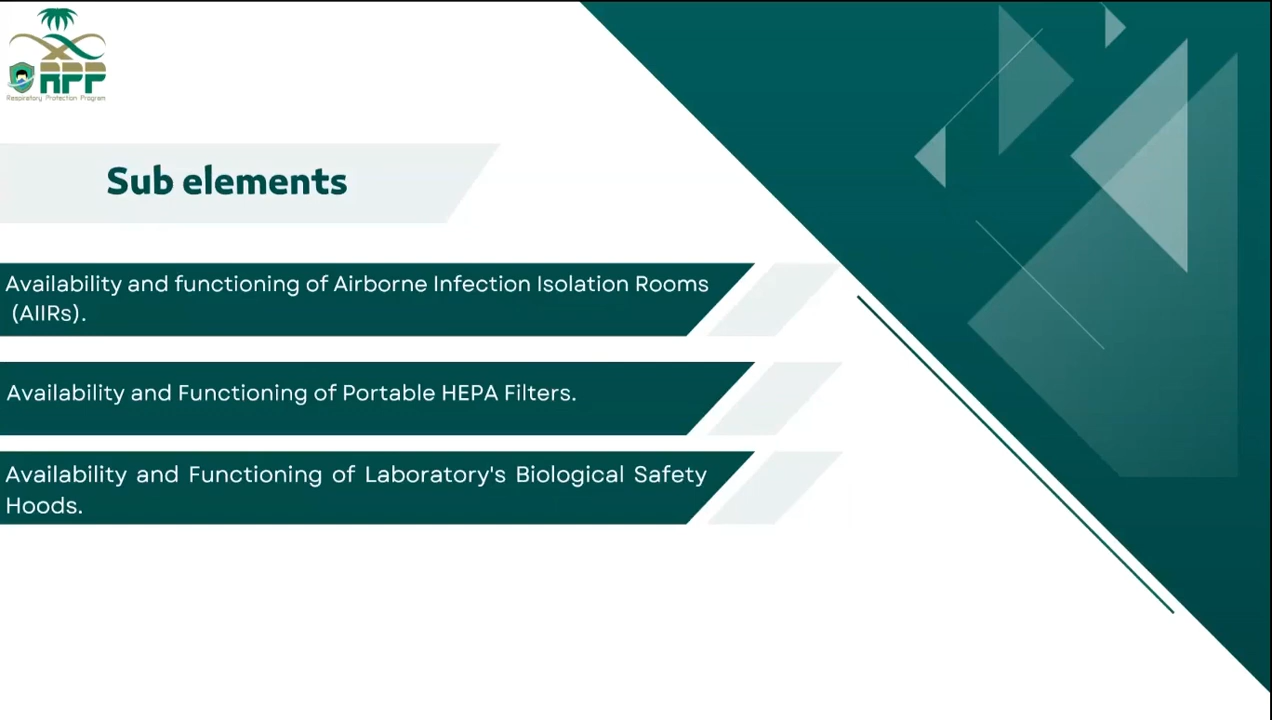 RPP
Respiratory Protection Program
Sub elements
Availability and functioning of Airborne Infection Isolation Rooms
(AIIRs).
Availability and Functioning of Portable HEPA Filters.
Availability and Functioning of Laboratory's Biological Safety
Hoods.